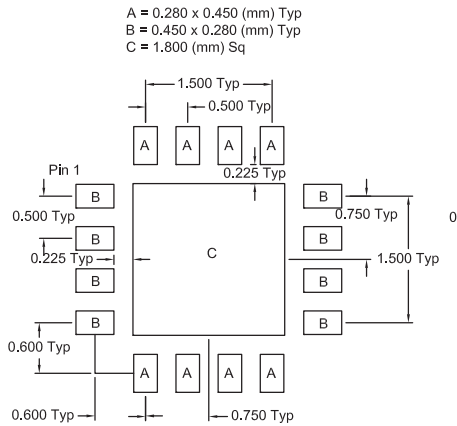 A = 0.280 x 0.450 (mm) Typ
B = 0.450 x 0.280 (mm) Typ
C = 1.800 (mm) Sq
1.500 Typ
0.500 Typ
A A A A
0.225 Typ
Pin 1
B
B
0.500 Typ
0.750 Typ
0
B
B
0.225 Typ
C
1.500 Typ
B
B
B
B
0.600 Typ
A A A A
0.600 Typ
0.750 Typ